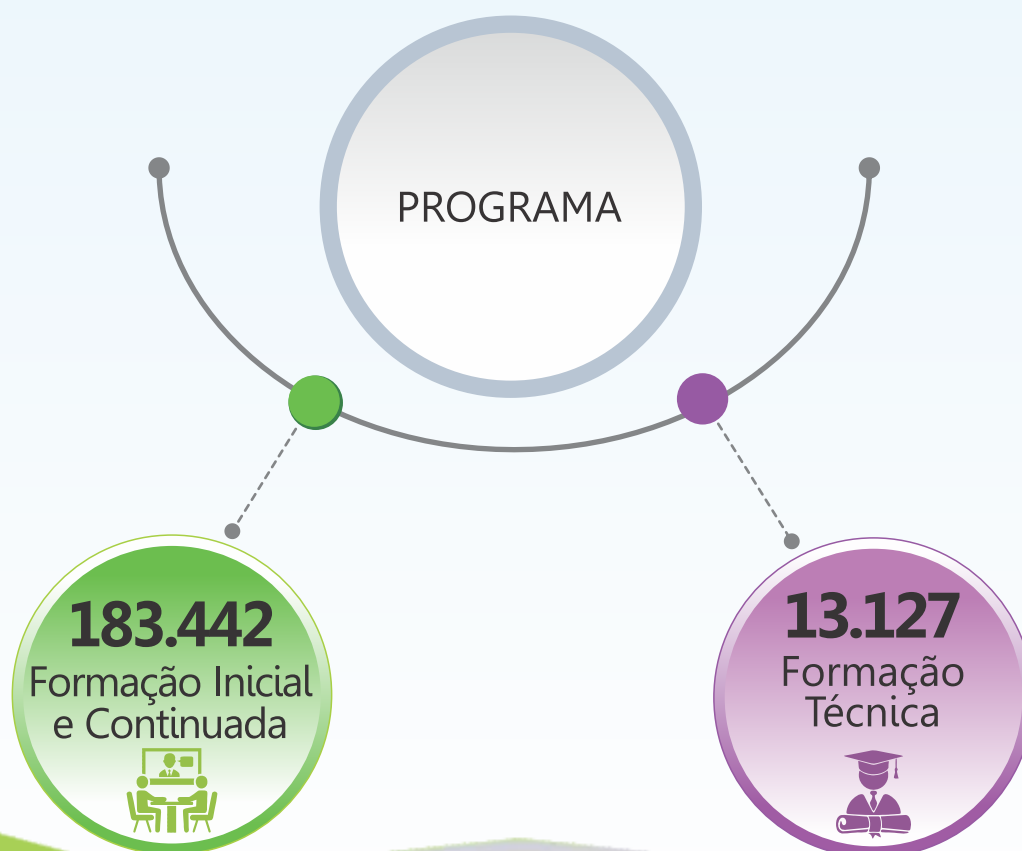 PROGRAMA
183.442
Formação Inicial
e Continuada
13.127
Formação
Técnica